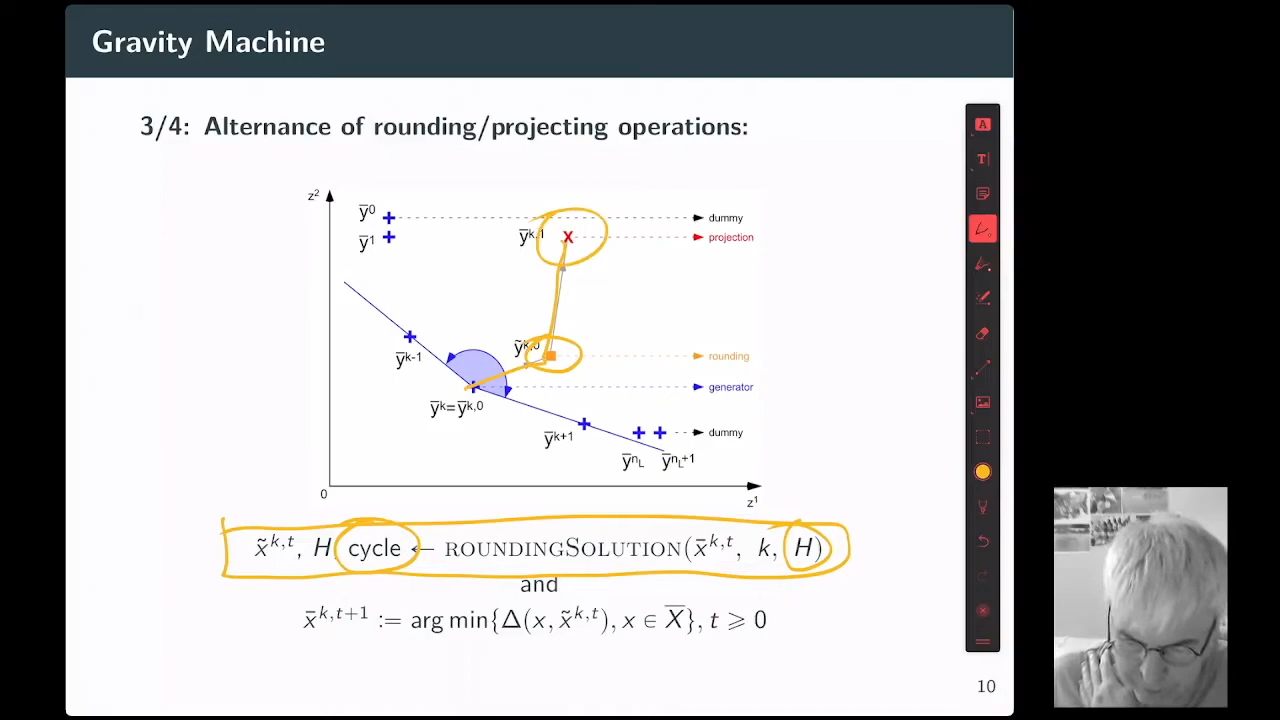 Gravity Machine
3/4: Alternance of rounding/projecting operations:
z²
ȳ⁰
dummy
ȳ¹
ȳᵏ,¹
x
projection
ỹᵏ,⁰
rounding
ȳᵏ⁻¹
generator
ȳᵏ=ȳᵏ,⁰
dummy
ȳᵏ⁺¹
ȳⁿL ȳⁿL⁺¹
0
z¹
x̃ᵏ,ᵗ, H cycle ← ROUNDINGSOLUTION(x̄ᵏ,ᵗ, k, H)
and
x̄ᵏ,ᵗ⁺¹ := arg min{Δ(x, x̃ᵏ,ᵗ), x ∈ X̄}, t ⩾ 0
10
A
T